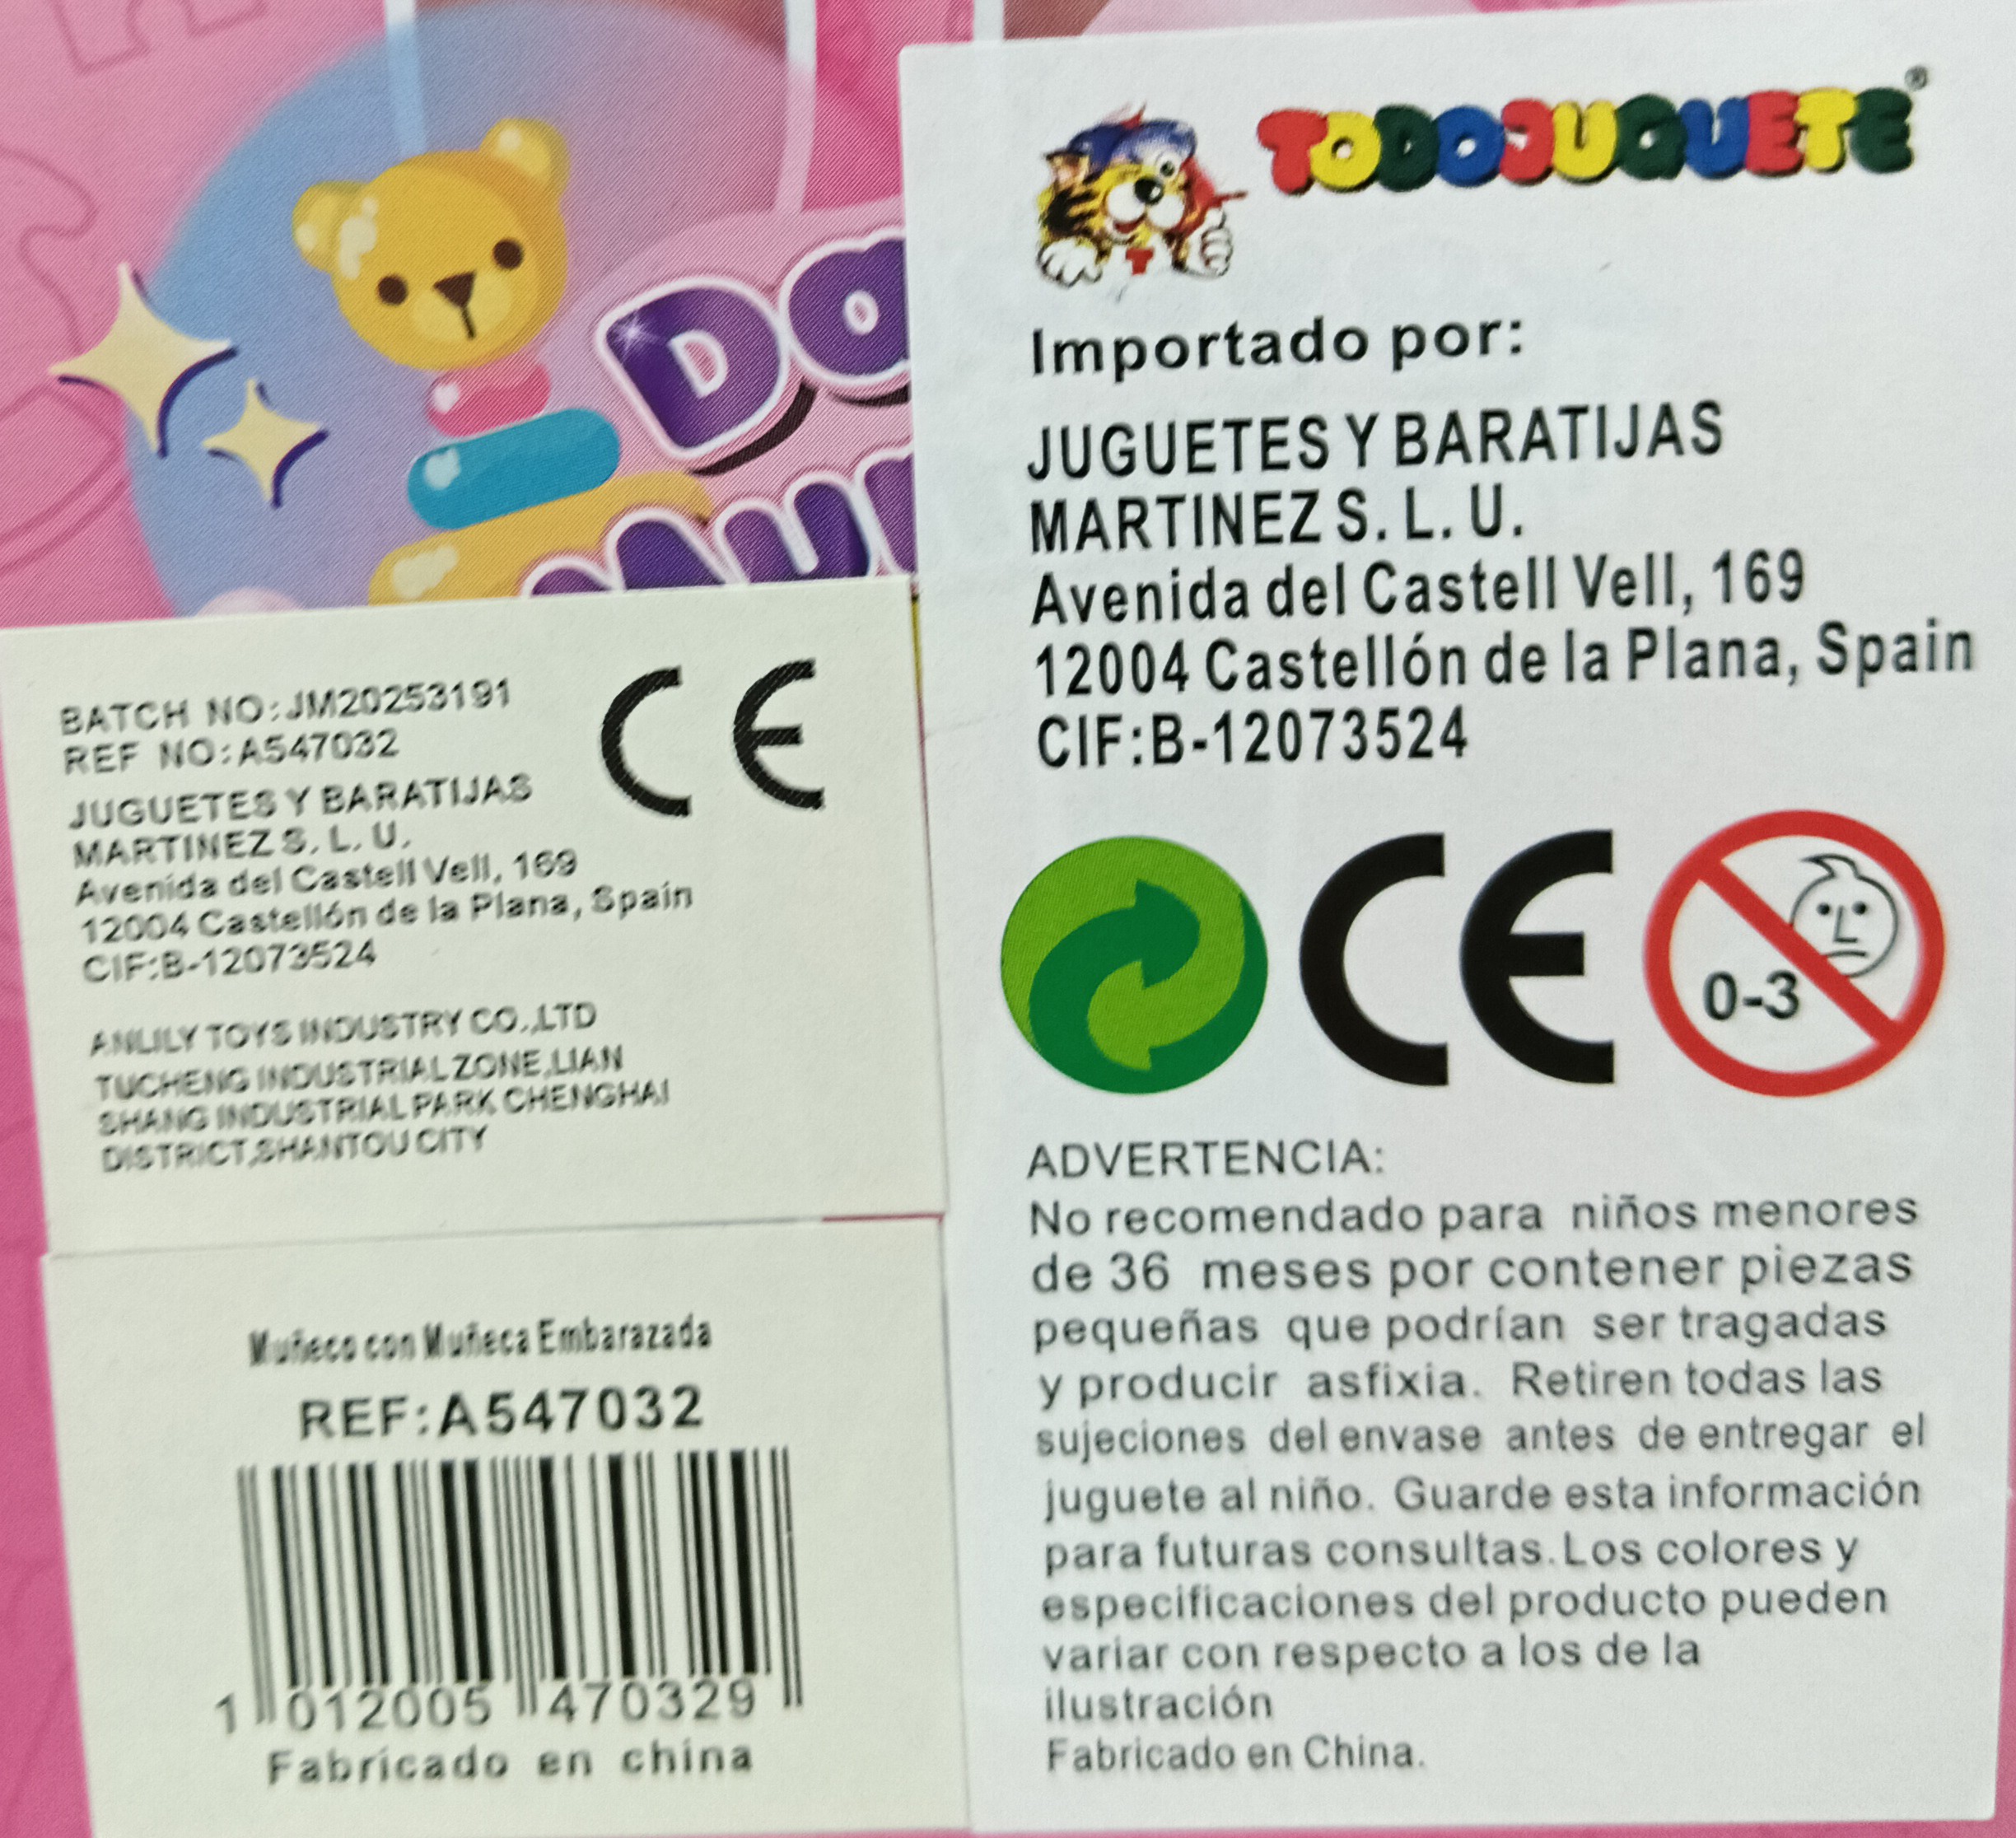 TODOJUGUETE®
Importado por:
JUGUETES Y BARATIJAS
MARTINEZ S. L. U.
Avenida del Castell Vell, 169
12004 Castellón de la Plana, Spain
CIF:B-12073524
CE
0-3
ADVERTENCIA:
No recomendado para niños menores
de 36 meses por contener piezas
pequeñas que podrían ser tragadas
y producir asfixia. Retiren todas las
sujeciones del envase antes de entregar el
juguete al niño. Guarde esta información
para futuras consultas.Los colores y
especificaciones del producto pueden
variar con respecto a los de la
ilustración
Fabricado en China.
BATCH NO:JM20253191
REF NO:A547032
CE
JUGUETES Y BARATIJAS
MARTINEZ S. L. U.
Avenida del Castell Vell, 169
12004 Castellón de la Plana, Spain
CIF:B-12073524
ANLILY TOYS INDUSTRY CO.,LTD
TUCHENG INDUSTRIAL ZONE,LIAN
SHANG INDUSTRIAL PARK CHENGHAI
DISTRICT,SHANTOU CITY
Muñeco con Muñeca Embarazada
REF:A547032
1 012005 470329
Fabricado en china